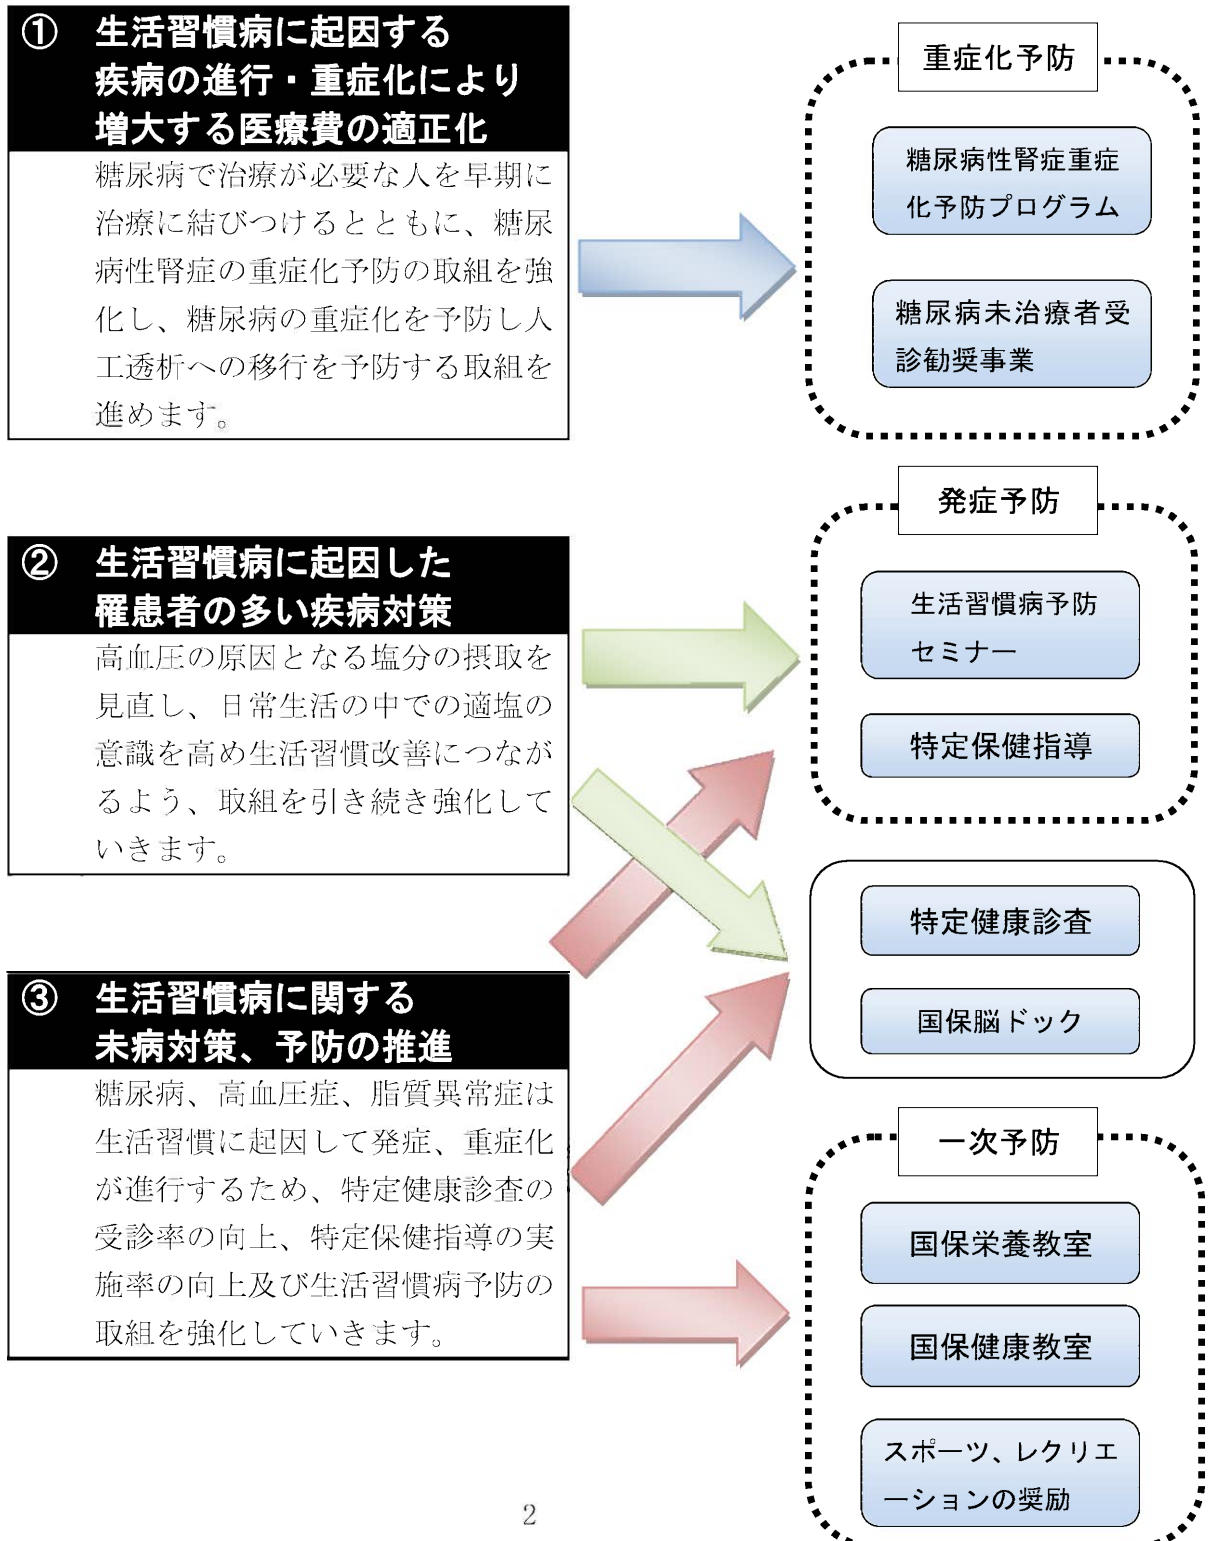 ① 生活習慣病に起因する
疾病の進行・重症化により
増大する医療費の適正化
糖尿病で治療が必要な人を早期に
治療に結びつけるとともに、糖尿
病性腎症の重症化予防の取組を強
化し、糖尿病の重症化を予防し人
工透析への移行を予防する取組を
進めます。
重症化予防
糖尿病性腎症重症
化予防プログラム
糖尿病未治療者受
診勧奨事業
② 生活習慣病に起因した
罹患者の多い疾病対策
高血圧の原因となる塩分の摂取を
見直し、日常生活の中での適塩の
意識を高め生活習慣改善につなが
るよう、取組を引き続き強化して
いきます。
発症予防
生活習慣病予防
セミナー
特定保健指導
特定健康診査
国保脳ドック
③ 生活習慣病に関する
未病対策、予防の推進
糖尿病、高血圧症、脂質異常症は
生活習慣に起因して発症、重症化
が進行するため、特定健康診査の
受診率の向上、特定保健指導の実
施率の向上及び生活習慣病予防の
取組を強化していきます。
一次予防
国保栄養教室
国保健康教室
スポーツ、レクリエ
ーションの奨励
2